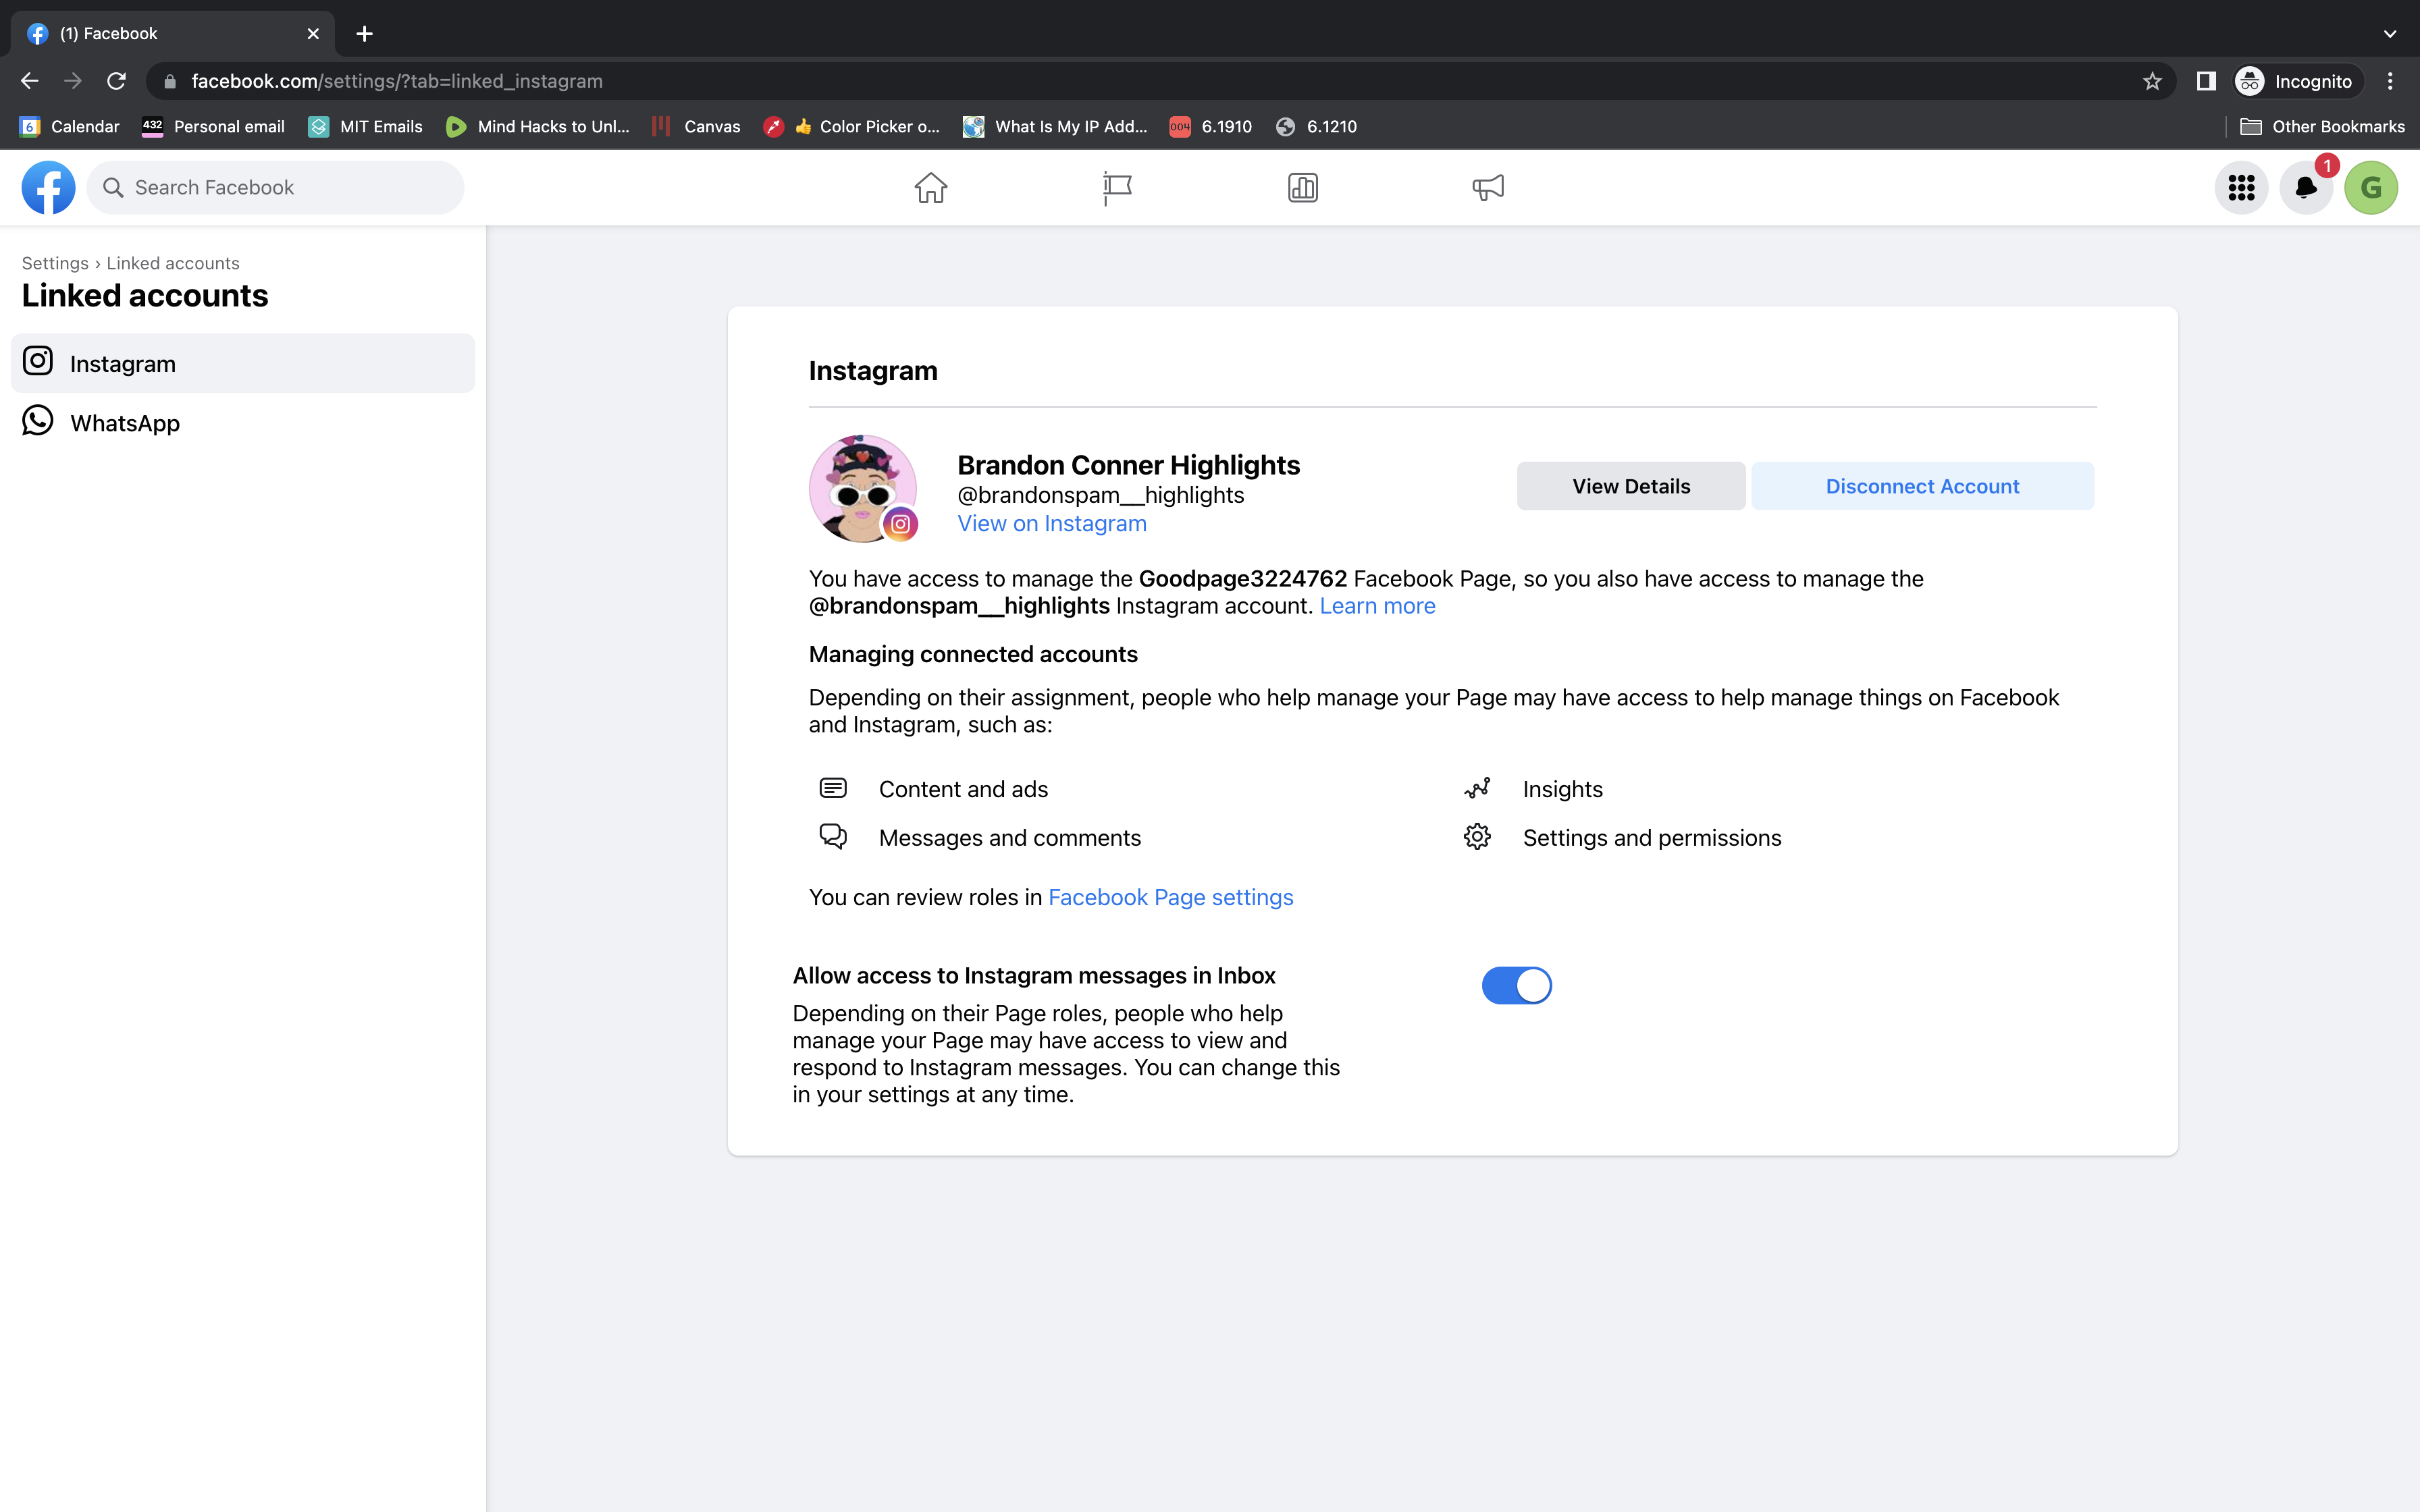 (1) Facebook
facebook.com/settings/?tab=linked_instagram
Incognito
6 Calendar
432 Personal email
MIT Emails
Mind Hacks to Unl...
Canvas
👍 Color Picker o...
What Is My IP Add...
004 6.1910
6.1210
Other Bookmarks
Search Facebook
1
G
Settings › Linked accounts
Linked accounts
Instagram
WhatsApp
Instagram
Brandon Conner Highlights
@brandonspam__highlights
View on Instagram
View Details
Disconnect Account
You have access to manage the Goodpage3224762 Facebook Page, so you also have access to manage the
@brandonspam__highlights Instagram account. Learn more
Managing connected accounts
Depending on their assignment, people who help manage your Page may have access to help manage things on Facebook
and Instagram, such as:
Content and ads
Insights
Messages and comments
Settings and permissions
You can review roles in Facebook Page settings
Allow access to Instagram messages in Inbox
Depending on their Page roles, people who help
manage your Page may have access to view and
respond to Instagram messages. You can change this
in your settings at any time.